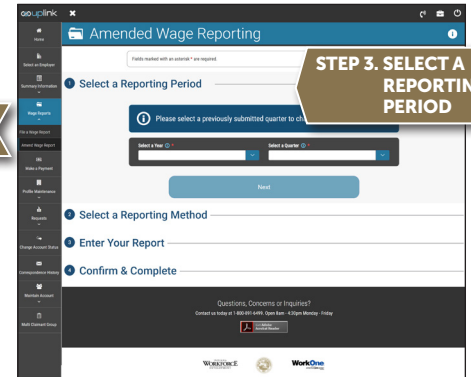 uplink
Home
Select an Employer
Summary Information
Wage Reports
File a Wage Report
Amend Wage Report
Make a Payment
Profile Maintenance
Requests
Change Account Status
Correspondence History
Maintain Account
Multi Claimant Group
Amended Wage Reporting
Fields marked with an asterisk * are required.
STEP 3. SELECT A
REPORTIN
PERIOD
1 Select a Reporting Period
Please select a previously submitted quarter to ch
Select a Year * Select a Quarter *
Next
2 Select a Reporting Method
3 Enter Your Report
4 Confirm & Complete
Questions, Concerns or Inquiries?
Contact us today at 1-800-891-6499. Open 8am - 4:30pm Monday - Friday
WORKFORCE
WorkOne